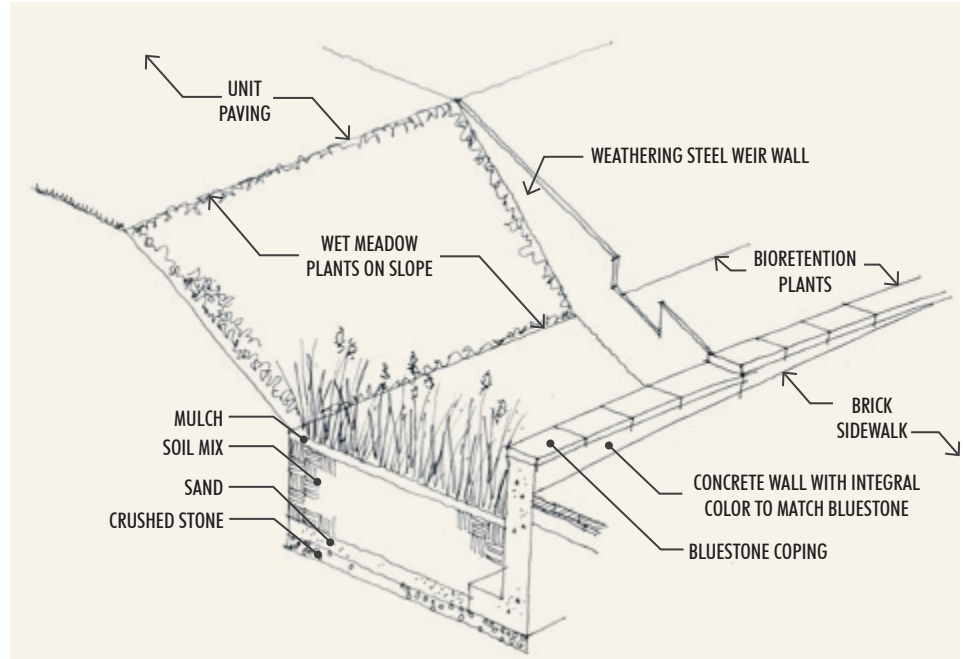 UNIT
PAVING
WEATHERING STEEL WEIR WALL
WET MEADOW
PLANTS ON SLOPE
BIORETENTION
PLANTS
MULCH
SOIL MIX
SAND
CRUSHED STONE
BRICK
SIDEWALK
CONCRETE WALL WITH INTEGRAL
COLOR TO MATCH BLUESTONE
BLUESTONE COPING